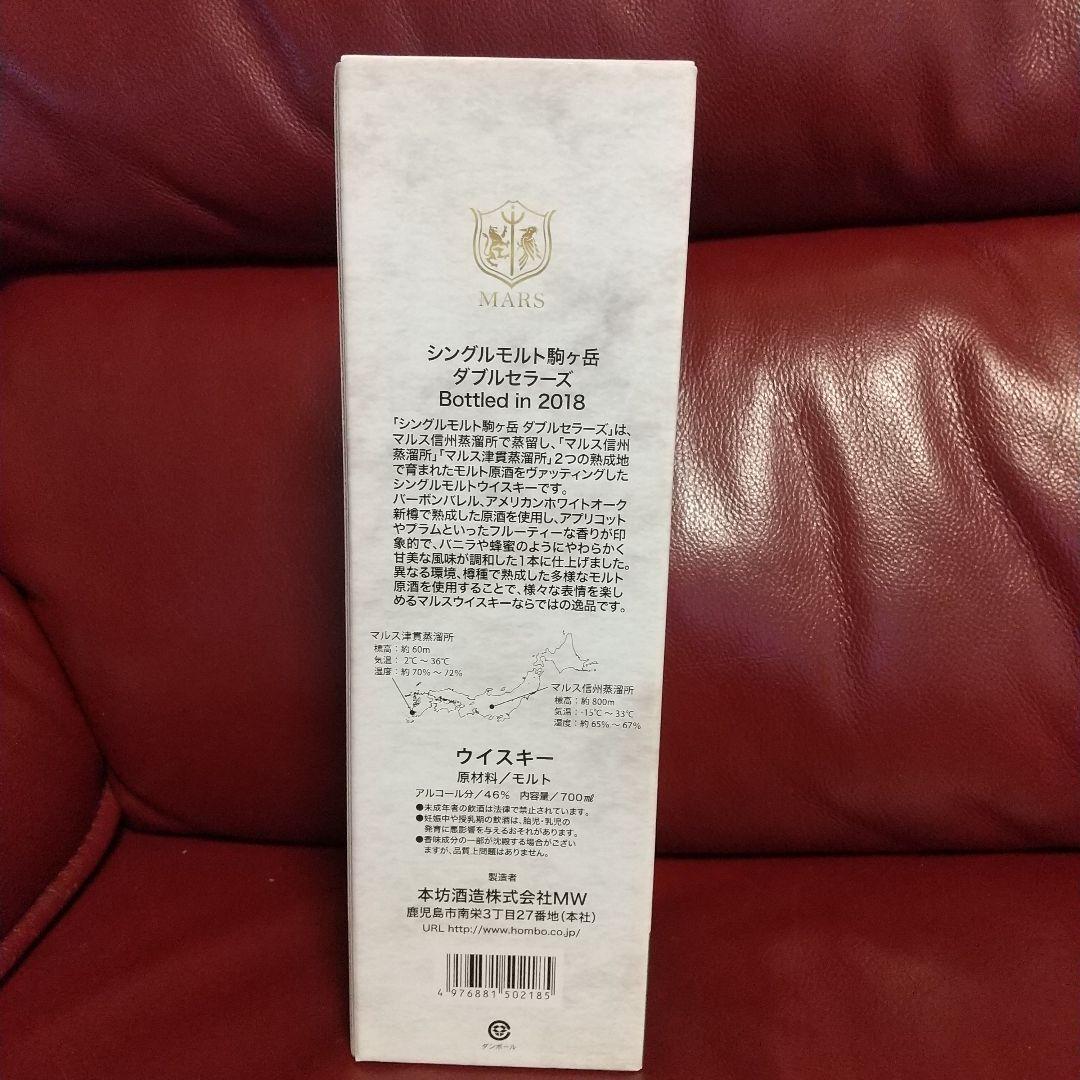 MARS
シングルモルト駒ヶ岳
ダブルセラーズ
Bottled in 2018
「シングルモルト駒ヶ岳 ダブルセラーズ」は、
マルス信州蒸溜所で蒸留し、「マルス信州
蒸溜所」「マルス津貫蒸溜所」2つの熟成地
で育まれたモルト原酒をヴァッティングした
シングルモルトウイスキーです。
バーボンバレル、アメリカンホワイトオーク
新樽で熟成した原酒を使用し、アプリコット
やプラムといったフルーティーな香りが印
象的で、バニラや蜂蜜のようにやわらかく
甘美な風味が調和した1本に仕上げました。
異なる環境、樽種で熟成した多様なモルト
原酒を使用することで、様々な表情を楽し
めるマルスウイスキーならではの逸品です。
マルス津貫蒸溜所
標高：約60m
気温： 2℃～36℃
湿度：約70%～72%
マルス信州蒸溜所
標高：約800m
気温：-15℃～33℃
湿度：約65%～67%
ウイスキー
原材料／モルト
アルコール分／46% 内容量／700㎖
●未成年者の飲酒は法律で禁止されています。
●妊娠中や授乳期の飲酒は、胎児・乳児の
発育に悪影響を与えるおそれがあります。
●香味成分の一部が沈殿する場合がござい
ますが、品質上問題はありません。
製造者
本坊酒造株式会社MW
鹿児島市南栄3丁目27番地（本社）
URL http://www.hombo.co.jp/
4 976881 502185
ダンボール